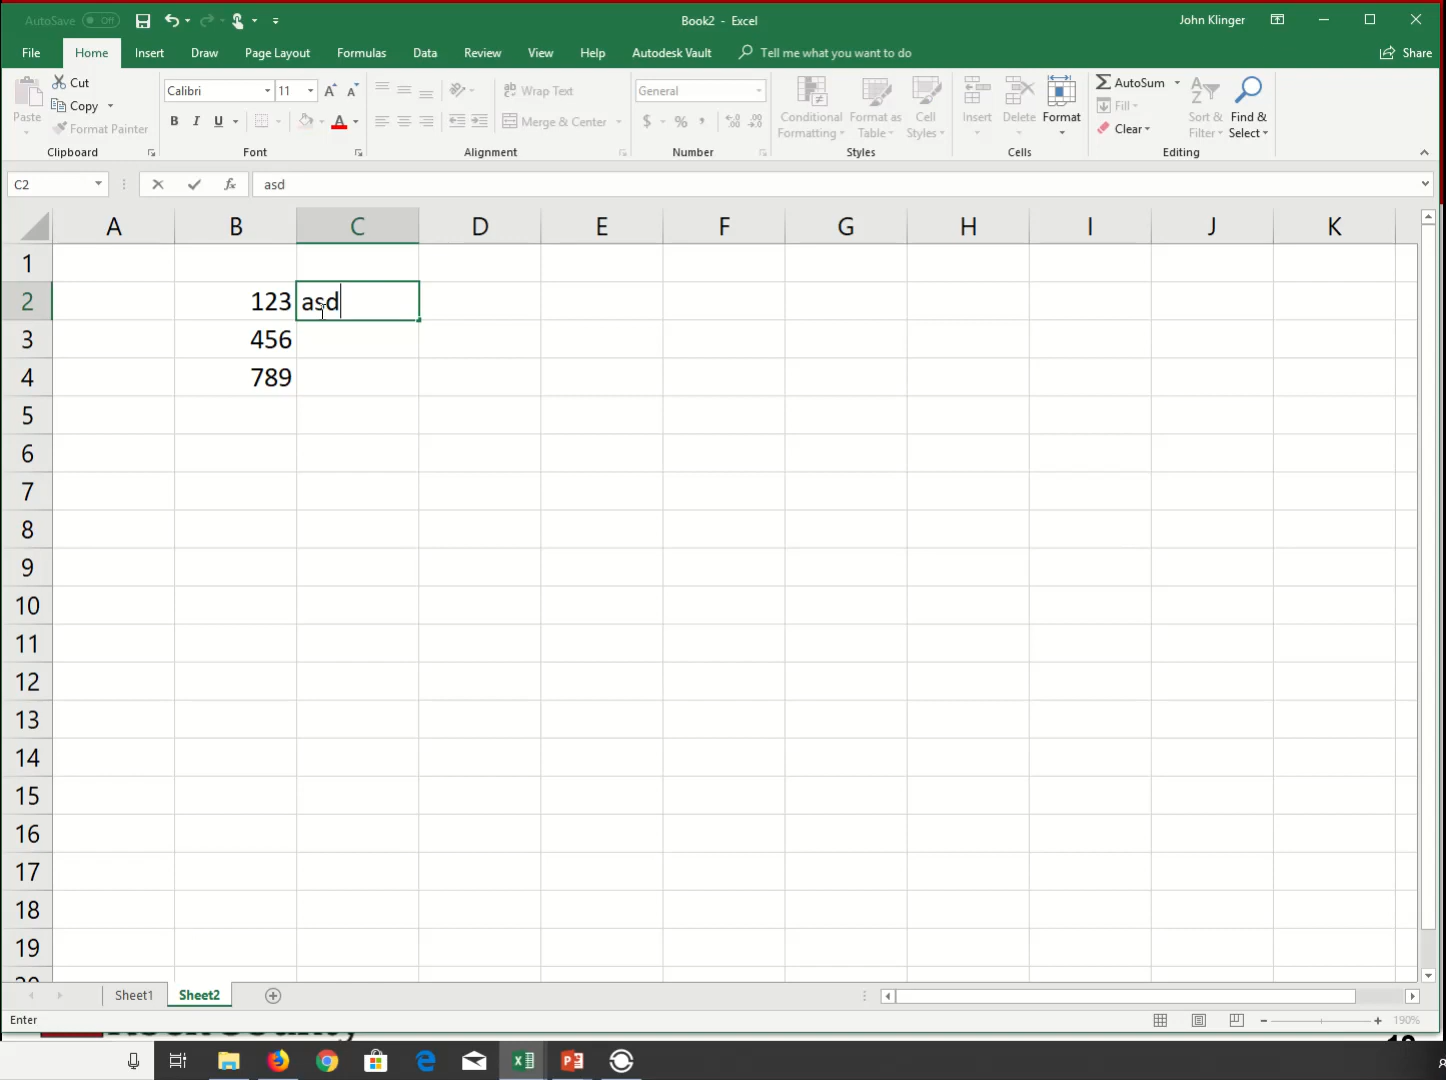 AutoSave Off Book2 - Excel John Klinger
File Home Insert Draw Page Layout Formulas Data Review View Help Autodesk Vault Tell me what you want to do Share
Paste Cut Copy Format Painter Clipboard
Calibri 11 A A B I U A Font
Wrap Text Merge & Center Alignment
General $ % , Number
Conditional Formatting Format as Table Cell Styles Styles
Insert Delete Format Cells
AutoSum Fill Clear Sort & Filter Find & Select Editing
C2 fx asd
A B C D E F G H I J K
1
2 123 asd
3 456
4 789
5
6
7
8
9
10
11
12
13
14
15
16
17
18
19
Sheet1 Sheet2
Enter 190%